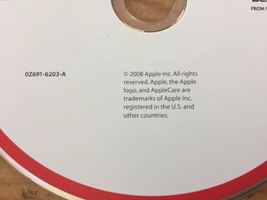 FROM
0Z691-6203-A
© 2008 Apple Inc. All rights
reserved. Apple, the Apple
logo, and AppleCare are
trademarks of Apple Inc.
registered in the U.S. and
other countries.